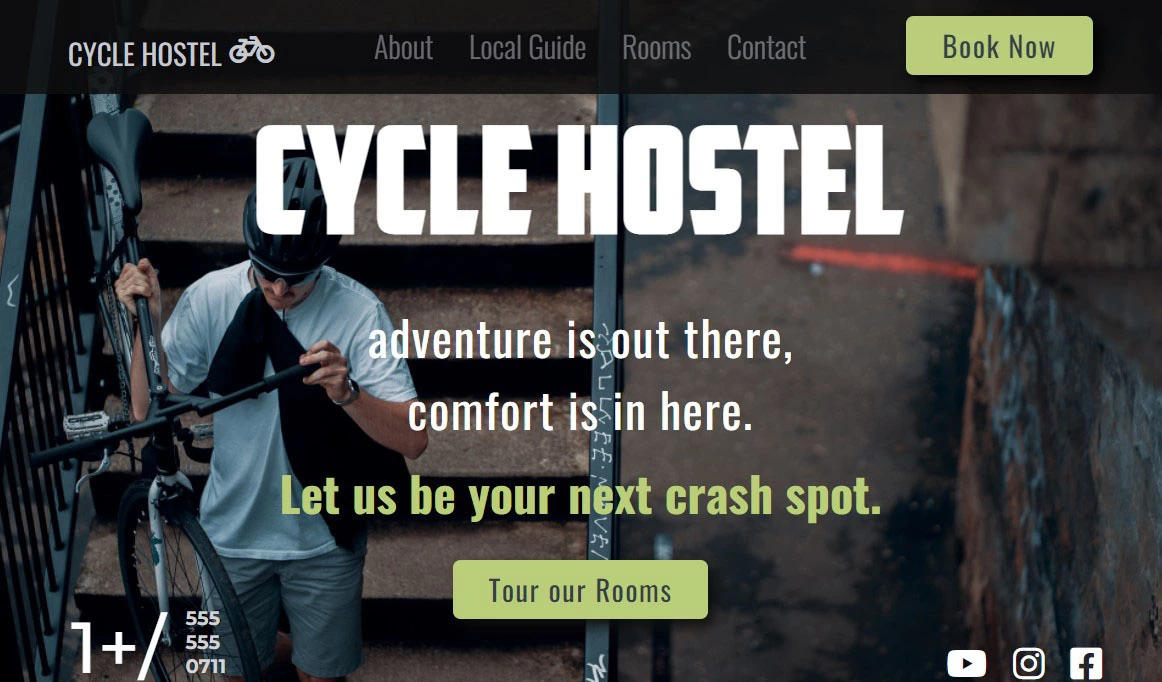 CYCLE HOSTEL
About Local Guide Rooms Contact
Book Now
CYCLE HOSTEL
adventure is out there,
comfort is in here.
Let us be your next crash spot.
Tour our Rooms
1+/
555
555
0711